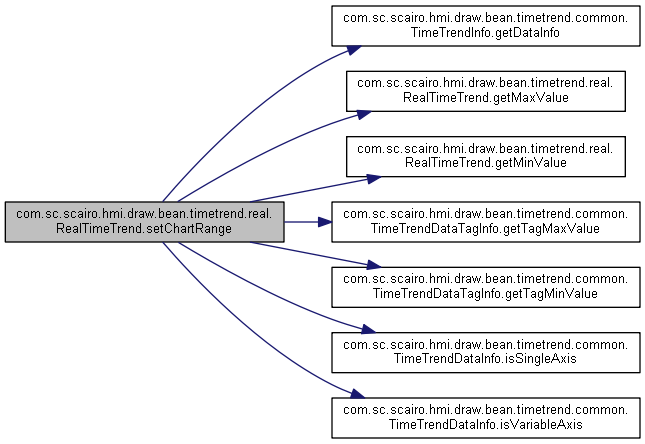 com.sc.scairo.hmi.draw.bean.timetrend.real.
RealTimeTrend.setChartRange
com.sc.scairo.hmi.draw.bean.timetrend.common.
TimeTrendInfo.getDataInfo
com.sc.scairo.hmi.draw.bean.timetrend.real.
RealTimeTrend.getMaxValue
com.sc.scairo.hmi.draw.bean.timetrend.real.
RealTimeTrend.getMinValue
com.sc.scairo.hmi.draw.bean.timetrend.common.
TimeTrendDataTagInfo.getTagMaxValue
com.sc.scairo.hmi.draw.bean.timetrend.common.
TimeTrendDataTagInfo.getTagMinValue
com.sc.scairo.hmi.draw.bean.timetrend.common.
TimeTrendDataInfo.isSingleAxis
com.sc.scairo.hmi.draw.bean.timetrend.common.
TimeTrendDataInfo.isVariableAxis